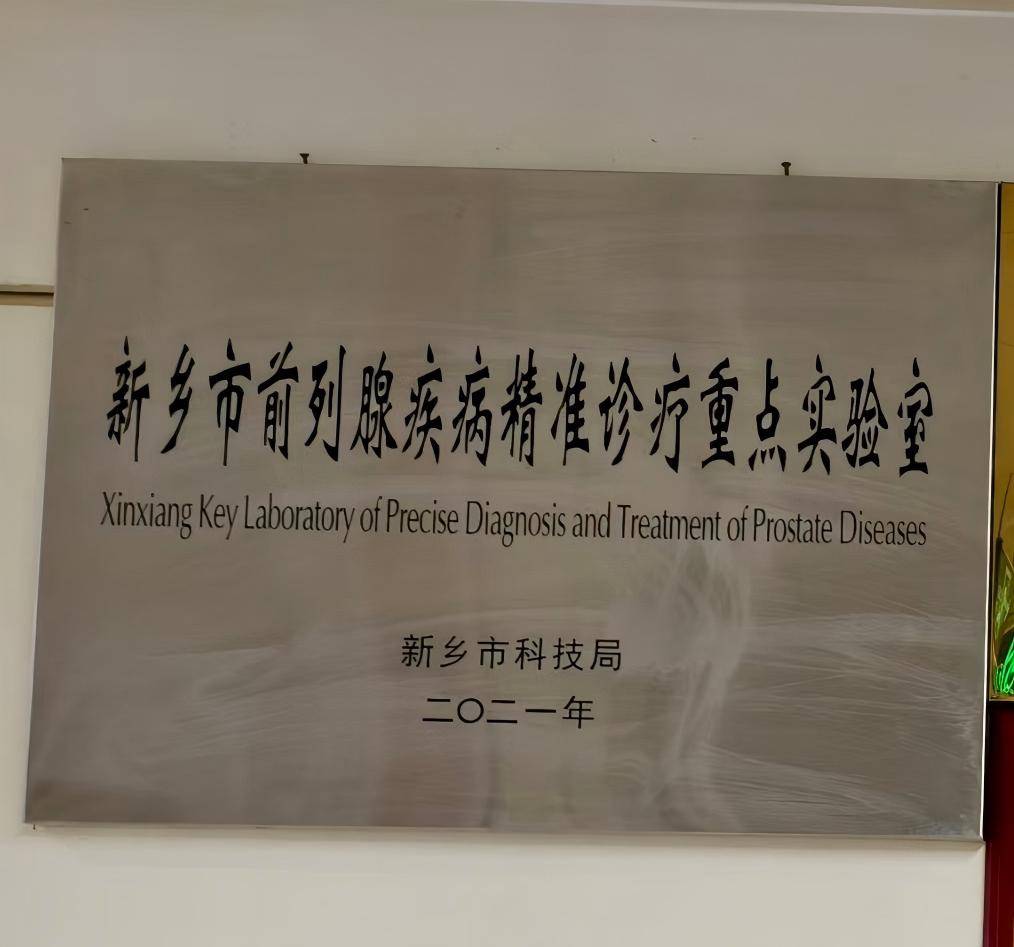 新乡市前列腺疾病精准诊疗重点实验室
Xinxiang Key Laboratory of Precise Diagnosis and Treatment of Prostate Diseases
新乡市科技局
二〇二一年